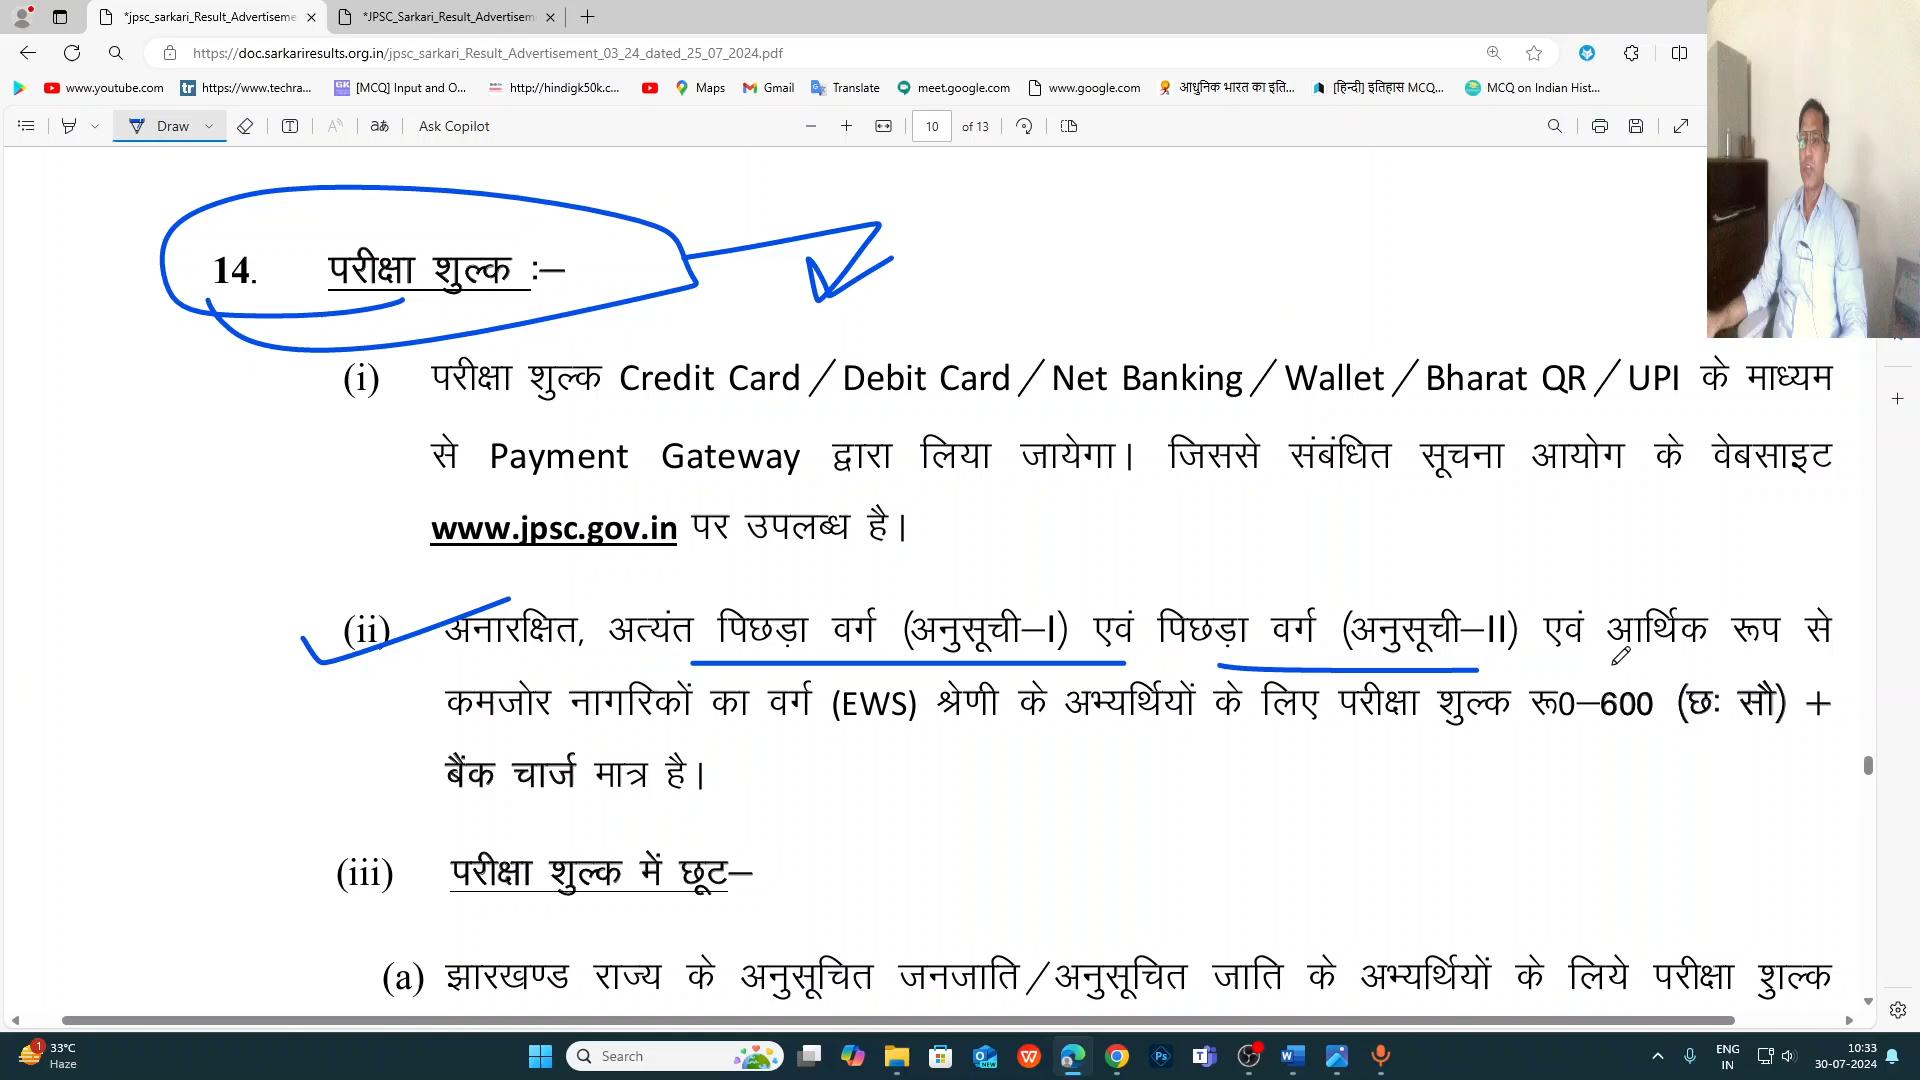 *jpsc_sarkari_Result_Advertiseme
*JPSC_Sarkari_Result_Advertisem
https://doc.sarkariresults.org.in/jpsc_sarkari_Result_Advertisement_03_24_dated_25_07_2024.pdf
www.youtube.com https://www.techra... [MCQ] Input and O... http://hindigk50k.c... Maps Gmail Translate meet.google.com www.google.com आधुनिक भारत का इति... [हिन्दी] इतिहास MCQ... MCQ on Indian Hist...
Draw aあ Ask Copilot 10 of 13
14. परीक्षा शुल्क :–
(i) परीक्षा शुल्क Credit Card/Debit Card/Net Banking/Wallet/Bharat QR/UPI के माध्यम
से Payment Gateway द्वारा लिया जायेगा। जिससे संबंधित सूचना आयोग के वेबसाइट
www.jpsc.gov.in पर उपलब्ध है।
(ii) अनारक्षित, अत्यंत पिछड़ा वर्ग (अनुसूची–I) एवं पिछड़ा वर्ग (अनुसूची–II) एवं आर्थिक रूप से
कमजोर नागरिकों का वर्ग (EWS) श्रेणी के अभ्यर्थियों के लिए परीक्षा शुल्क रू0–600 (छः सौ) +
बैंक चार्ज मात्र है।
(iii) परीक्षा शुल्क में छूट–
(a) झारखण्ड राज्य के अनुसूचित जनजाति/अनुसूचित जाति के अभ्यर्थियों के लिये परीक्षा शुल्क
1 33°C
Haze
Search
ENG
IN
10:33
30-07-2024